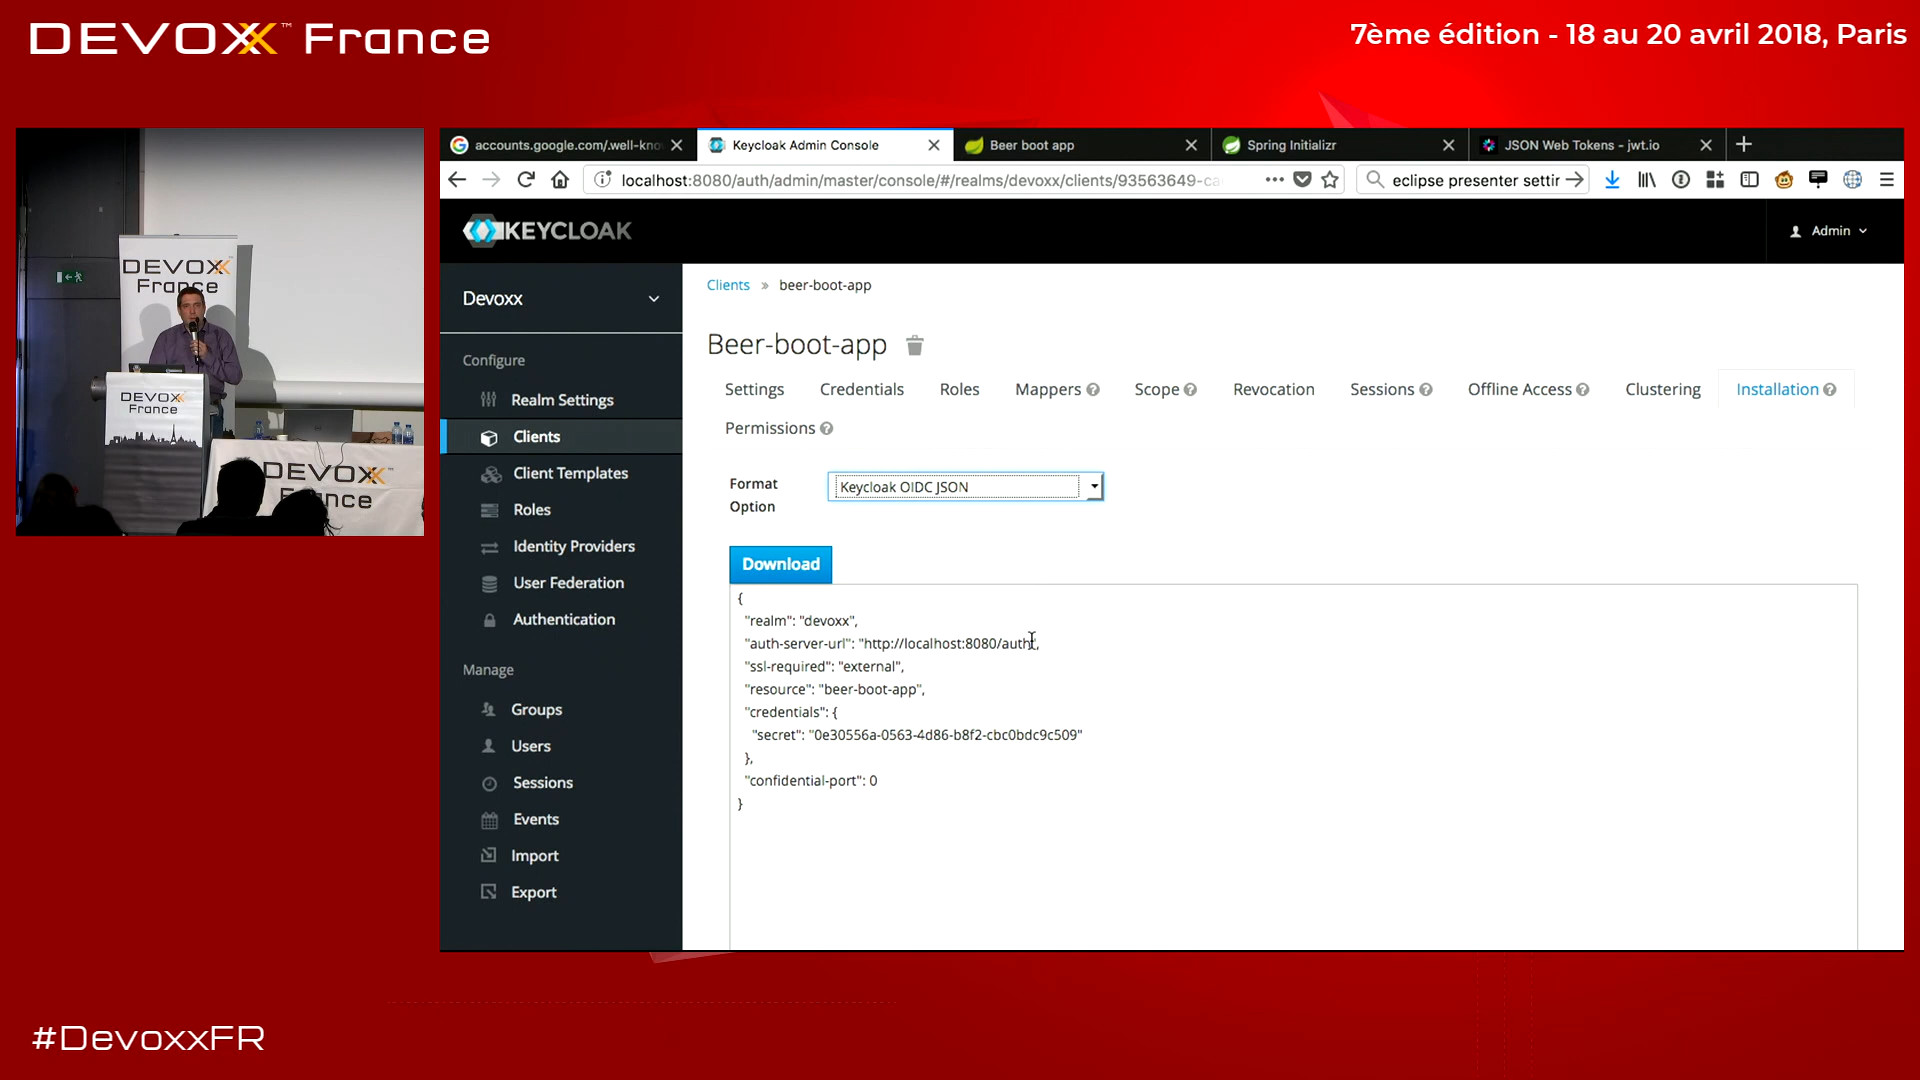 DEVOXX™ France
7ème édition - 18 au 20 avril 2018, Paris
DEVOXX
France
DEVOXX
France
DEVOXX
France
accounts.google.com/.well-kno
Keycloak Admin Console
Beer boot app
Spring Initializr
JSON Web Tokens - jwt.io
localhost:8080/auth/admin/master/console/#/realms/devoxx/clients/93563649-ca
eclipse presenter settir
KEYCLOAK
Admin
Devoxx
Configure
Realm Settings
Clients
Client Templates
Roles
Identity Providers
User Federation
Authentication
Manage
Groups
Users
Sessions
Events
Import
Export
Clients » beer-boot-app
Beer-boot-app
Settings Credentials Roles Mappers Scope Revocation Sessions Offline Access Clustering Installation
Permissions
Format
Option
Keycloak OIDC JSON
Download
{
"realm": "devoxx",
"auth-server-url": "http://localhost:8080/auth",
"ssl-required": "external",
"resource": "beer-boot-app",
"credentials": {
"secret": "0e30556a-0563-4d86-b8f2-cbc0bdc9c509"
},
"confidential-port": 0
}
#DevoxxFR